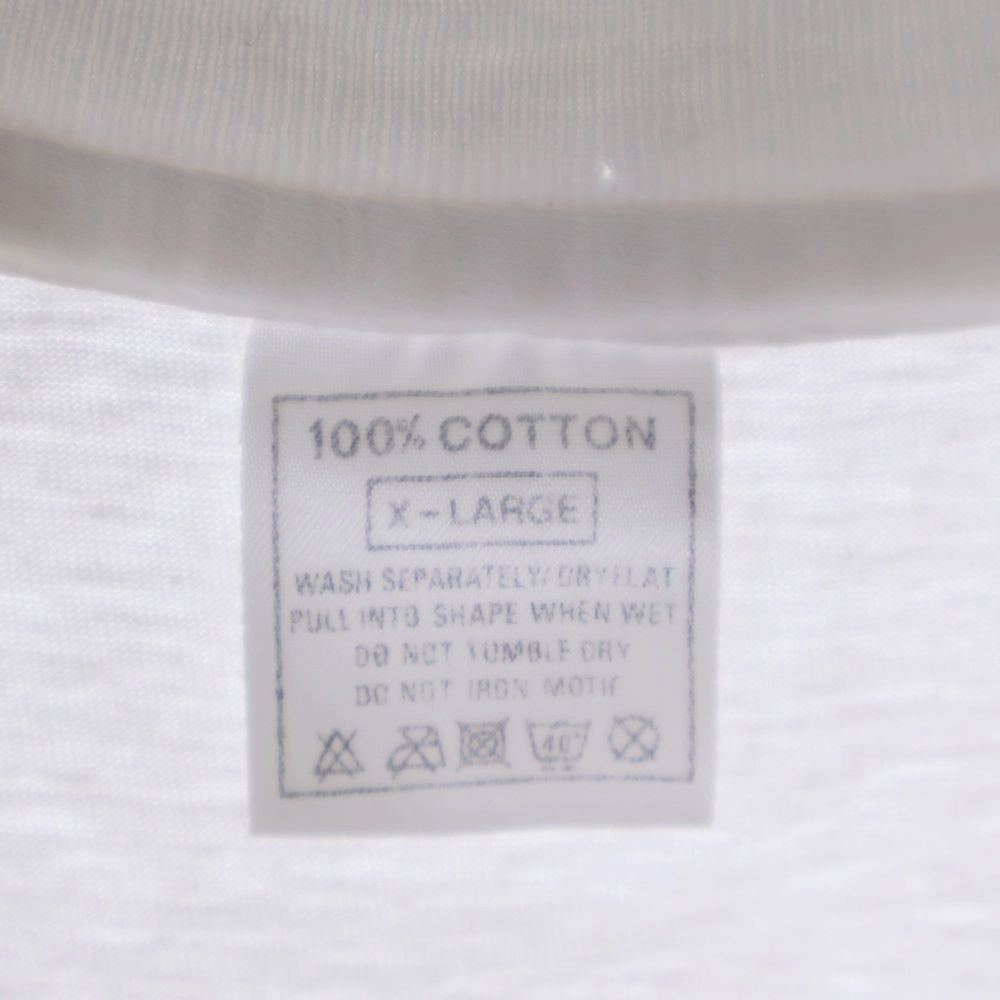 100% COTTON
X-LARGE
WASH SEPARATELY/DRY FLAT
PULL INTO SHAPE WHEN WET
DO NOT TUMBLE DRY
DO NOT IRON MOTIF
40°